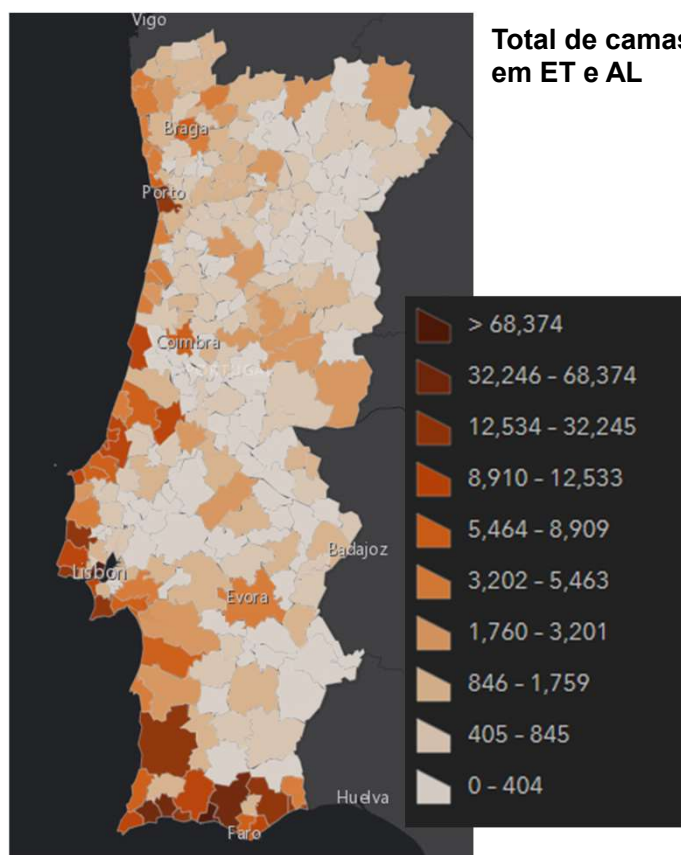 Vigo
Total de camas
em ET e AL
Braga
Porto
Coimbra
Badajoz
Lisbon
Evora
Huelva
Faro
> 68,374
32,246 – 68,374
12,534 – 32,245
8,910 – 12,533
5,464 – 8,909
3,202 – 5,463
1,760 – 3,201
846 – 1,759
405 – 845
0 – 404